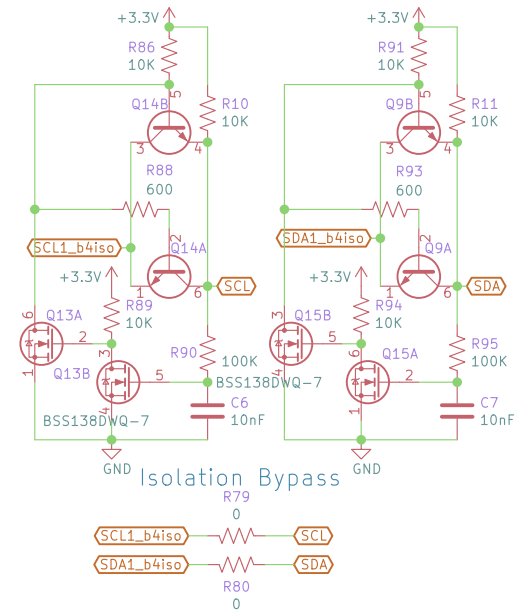 +3.3V +3.3V
R86 R91
10K 10K
5 5
Q14B R10 Q9B R11
10K 10K
3 4 3 4
R88 R93
600 600
2 2
SCL1_b4iso Q14A SDA1_b4iso Q9A
+3.3V +3.3V
1 6 SCL 1 6 SDA
R89 R94
6 Q13A 10K 3 Q15B 10K
2 5
R90 3 R95 6
1 100K 4 100K
Q13B Q15A
5 BSS138DWQ-7 2
4 C6 1 C7
BSS138DWQ-7 10nF 10nF
GND GND
Isolation Bypass
R79
0
SCL1_b4iso SCL
SDA1_b4iso SDA
R80
0